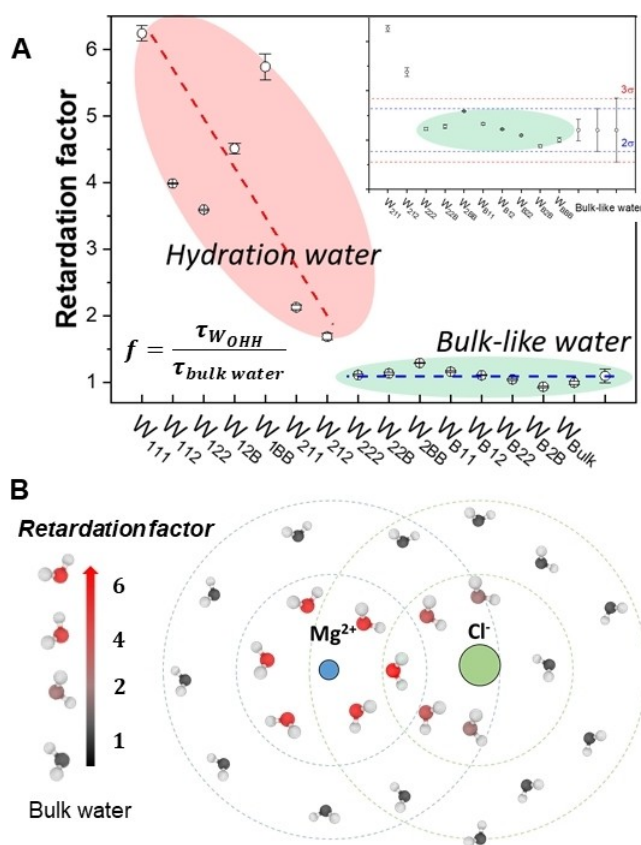 A
Retardation factor
6
5
4
3
2
1
3σ
2σ
W₂₁₁
W₂₁₂
W₂₂₂
W₂₂B
W₂BB
WB₁₁
WB₁₂
WB₂₂
WB₂B
WBBB
Bulk-like water
Hydration water
Bulk-like water
f = τW_OHH / τbulk water
W₁₁₁
W₁₁₂
W₁₂₂
W₁₂B
W₁BB
W₂₁₁
W₂₁₂
W₂₂₂
W₂₂B
W₂BB
WB₁₁
WB₁₂
WB₂₂
WB₂B
WBulk
B
Retardation factor
6
4
2
1
Bulk water
Mg²⁺
Cl⁻